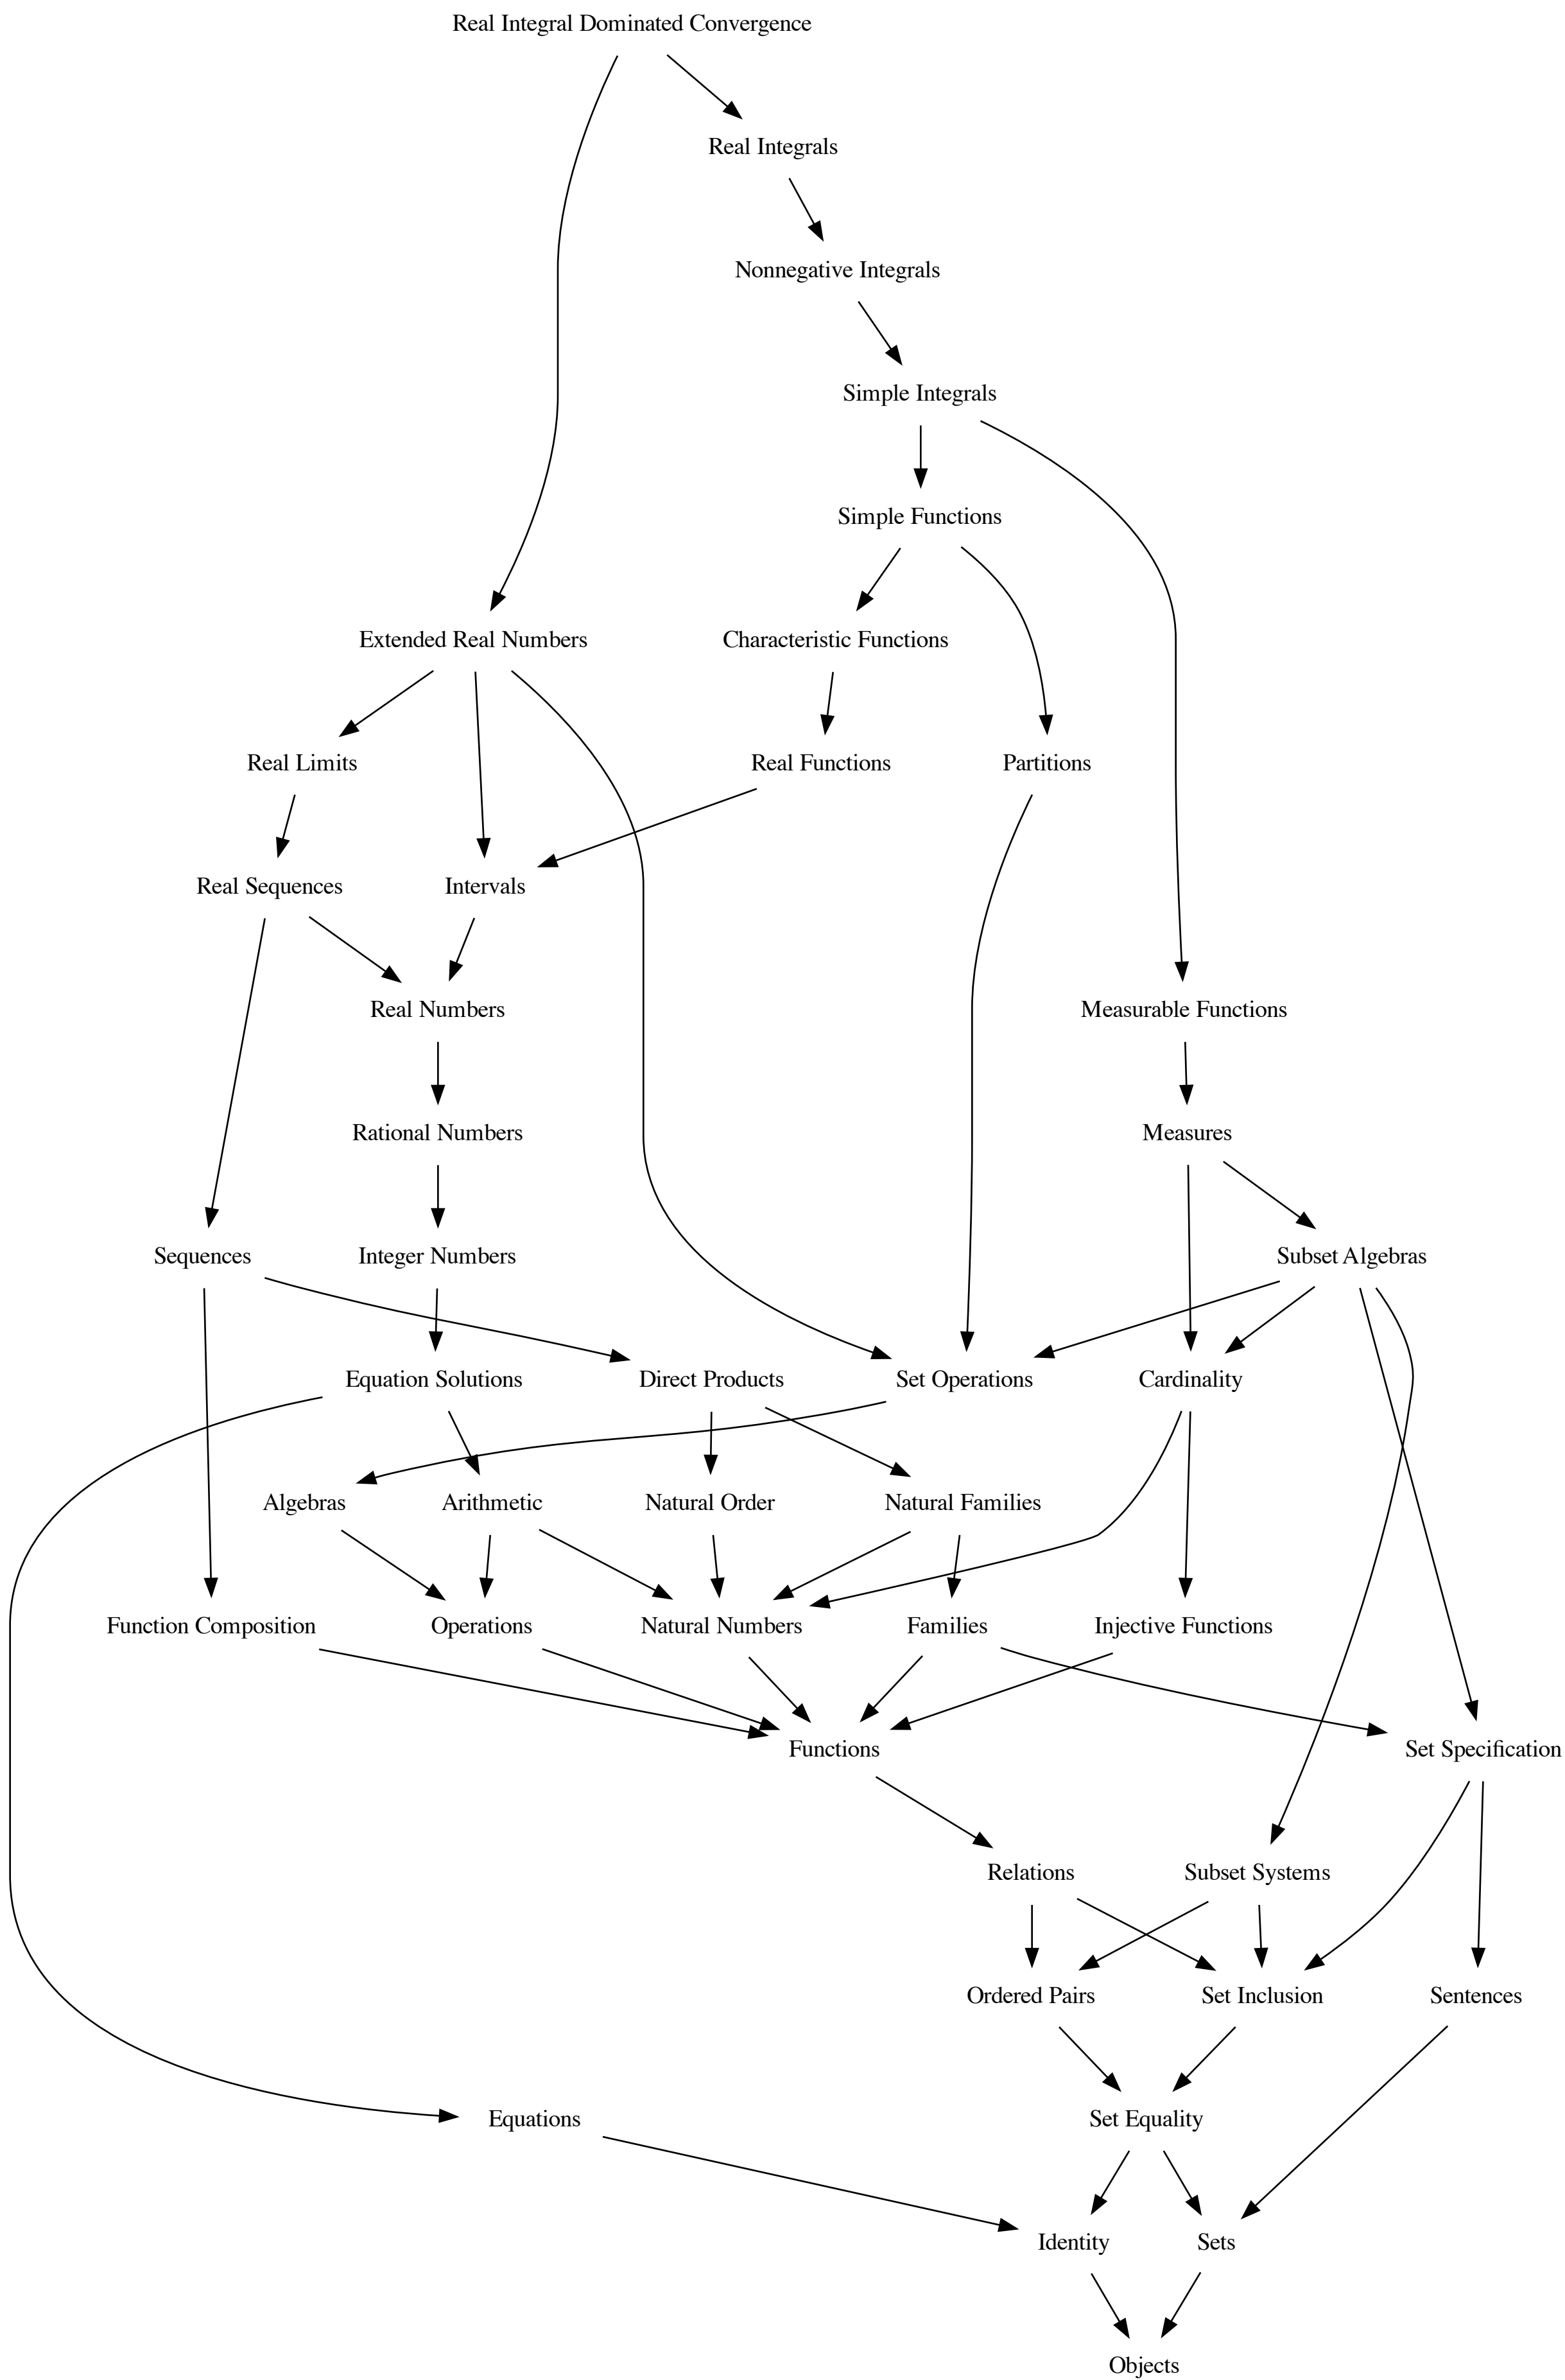 Real Integral Dominated Convergence
Real Integrals
Nonnegative Integrals
Simple Integrals
Simple Functions
Extended Real Numbers
Characteristic Functions
Real Limits
Real Functions
Partitions
Real Sequences
Intervals
Real Numbers
Measurable Functions
Rational Numbers
Measures
Sequences
Integer Numbers
Subset Algebras
Equation Solutions
Direct Products
Set Operations
Cardinality
Algebras
Arithmetic
Natural Order
Natural Families
Function Composition
Operations
Natural Numbers
Families
Injective Functions
Functions
Set Specification
Relations
Subset Systems
Ordered Pairs
Set Inclusion
Sentences
Equations
Set Equality
Identity
Sets
Objects